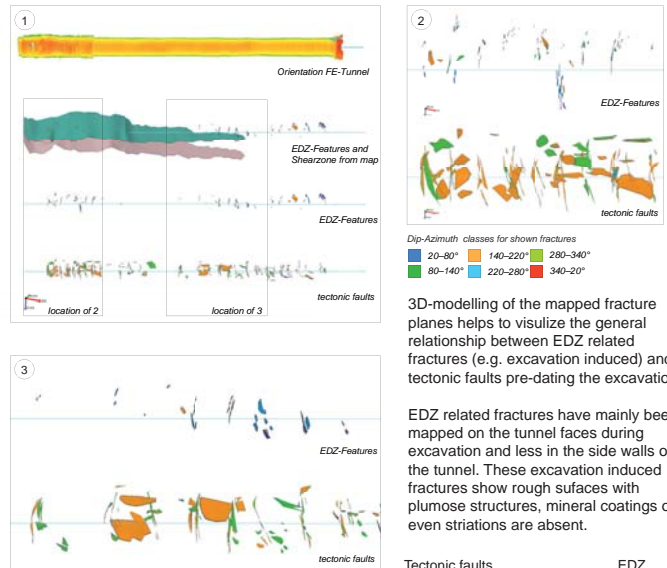 1
Orientation FE-Tunnel
EDZ-Features and
Shearzone from map
EDZ-Features
tectonic faults
location of 2
location of 3
2
EDZ-Features
tectonic faults
Dip-Azimuth classes for shown fractures
20–80° 140–220° 280–340°
80–140° 220–280° 340–20°
3D-modelling of the mapped fracture
planes helps to visulize the general
relationship between EDZ related
fractures (e.g. excavation induced) and
tectonic faults pre-dating the excavatio
EDZ related fractures have mainly bee
mapped on the tunnel faces during
excavation and less in the side walls o
the tunnel. These excavation induced
fractures show rough sufaces with
plumose structures, mineral coatings o
even striations are absent.
3
EDZ-Features
tectonic faults
Tectonic faults EDZ